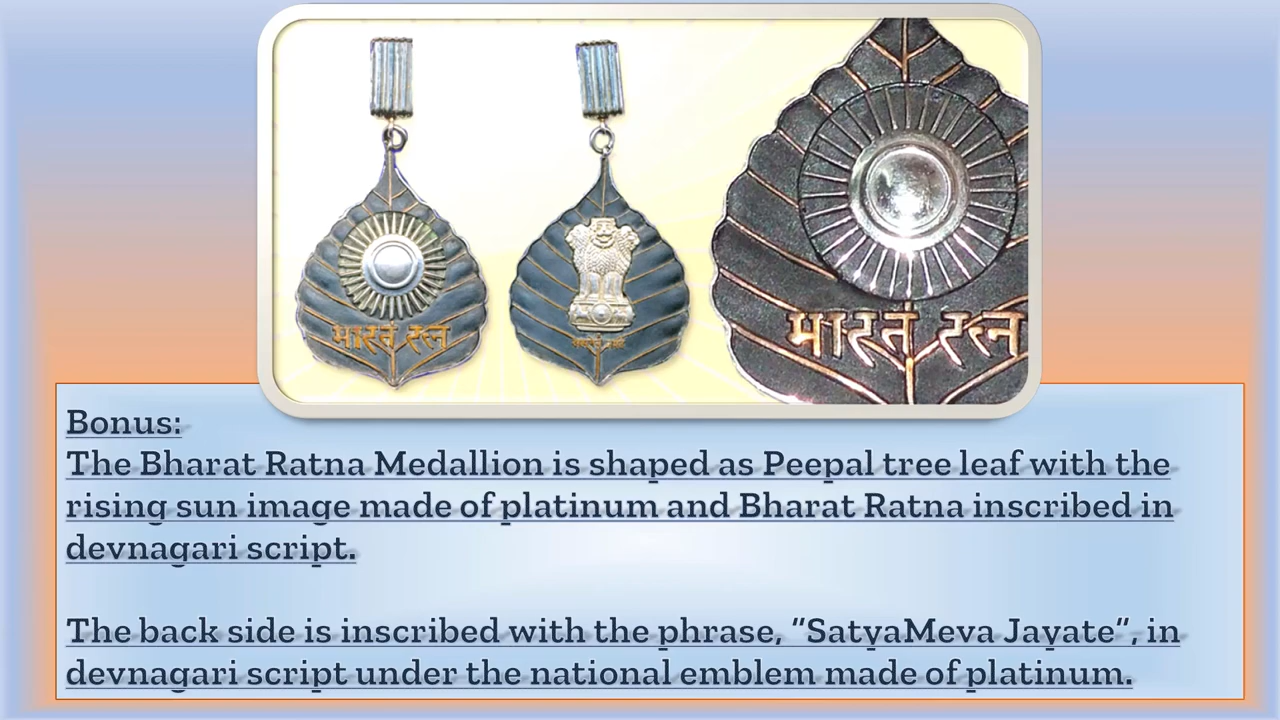 भारत रत्न
भारत रत्न
Bonus:
The Bharat Ratna Medallion is shaped as Peepal tree leaf with the
rising sun image made of platinum and Bharat Ratna inscribed in
devnagari script.
The back side is inscribed with the phrase, “SatyaMeva Jayate”, in
devnagari script under the national emblem made of platinum.